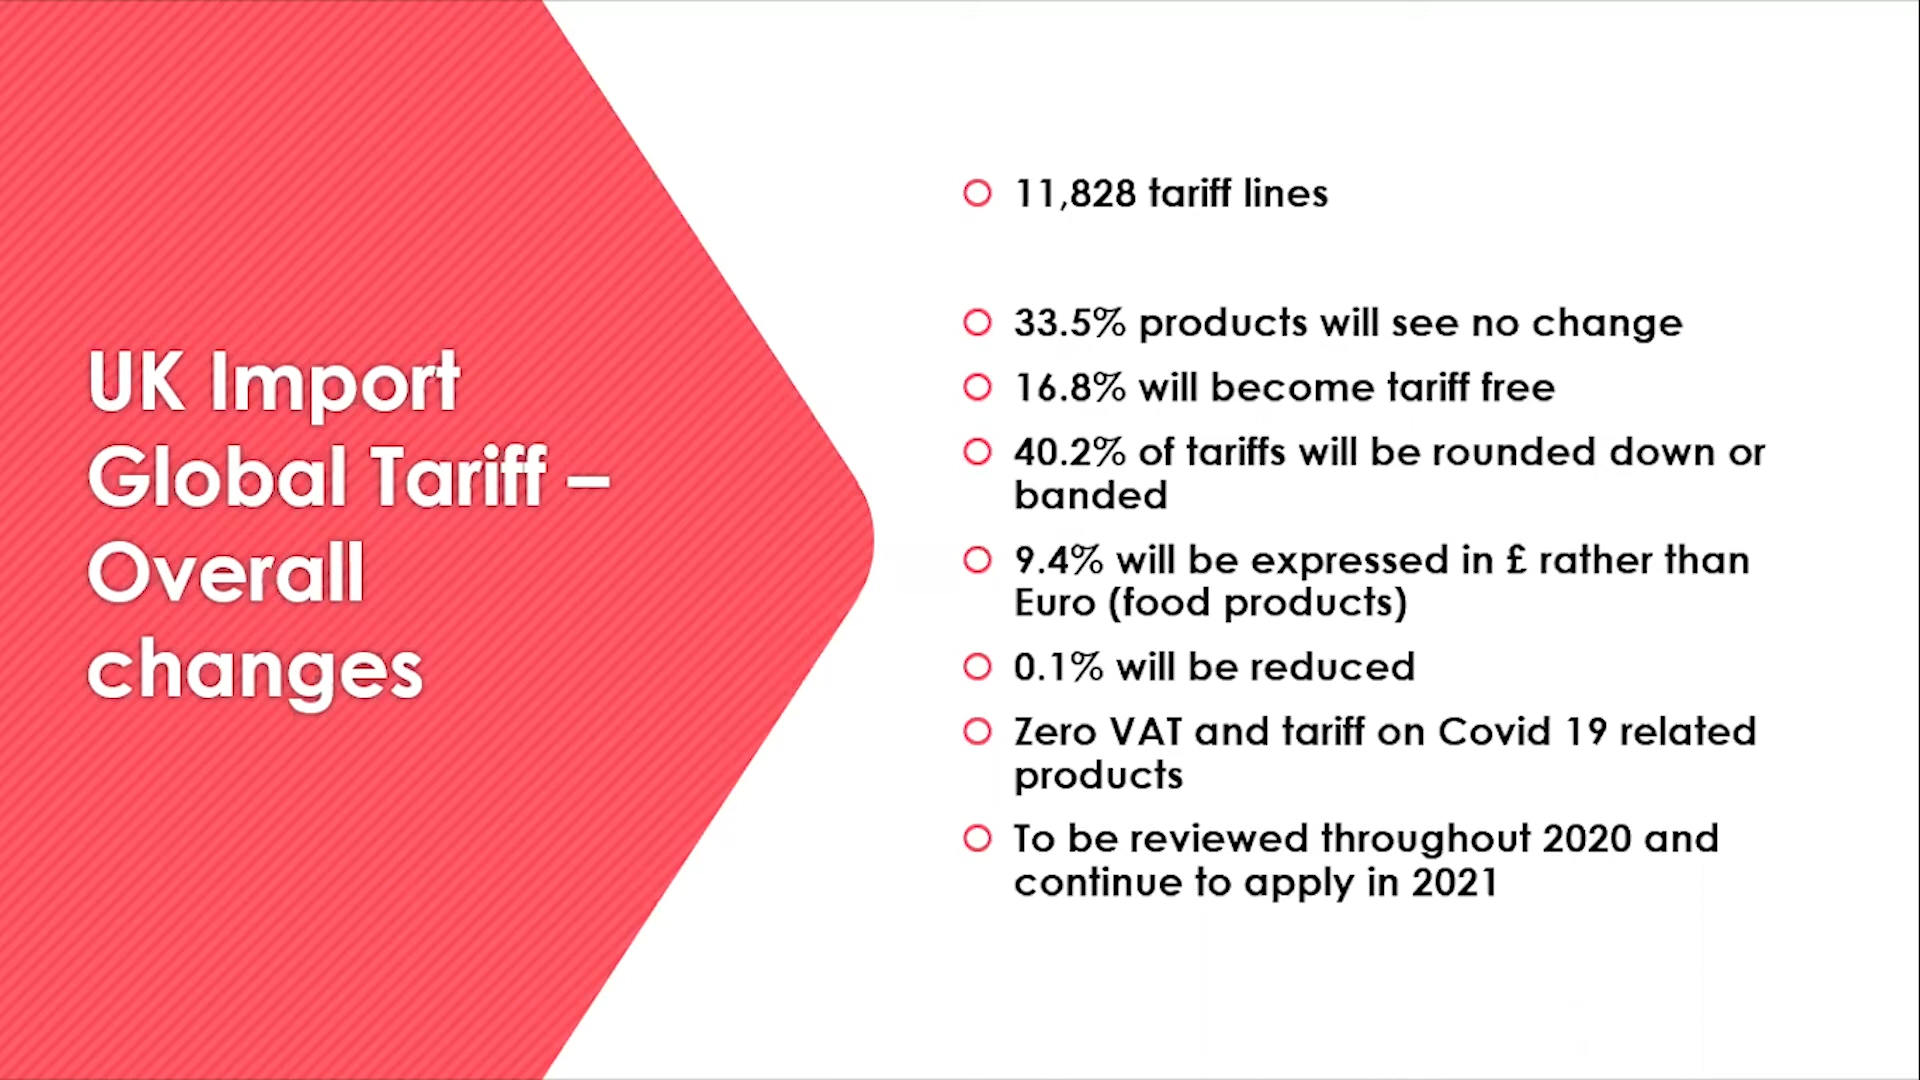 UK Import
Global Tariff –
Overall
changes
11,828 tariff lines
33.5% products will see no change
16.8% will become tariff free
40.2% of tariffs will be rounded down or
banded
9.4% will be expressed in £ rather than
Euro (food products)
0.1% will be reduced
Zero VAT and tariff on Covid 19 related
products
To be reviewed throughout 2020 and
continue to apply in 2021